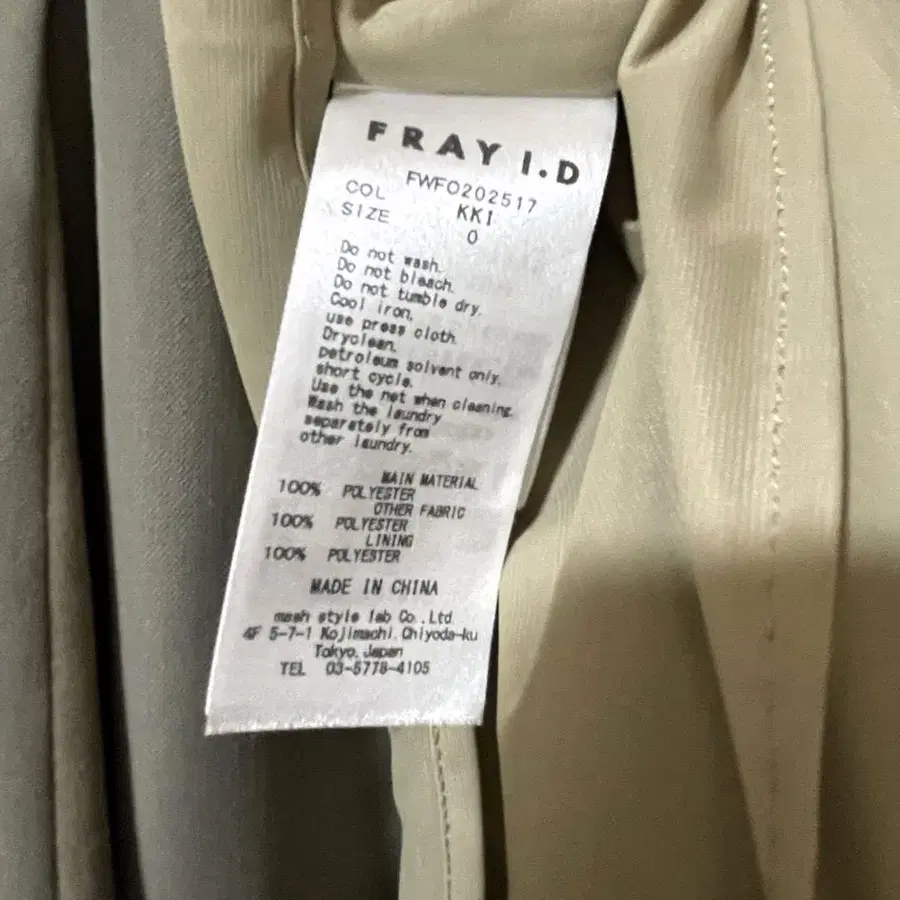 FRAY I.D
FWFO202517
COL KKI
SIZE 0
Do not wash.
Do not bleach.
Do not tumble dry.
Cool iron,
use press cloth.
Dryclean,
petroleum solvent only,
short cycle.
Use the net when cleaning.
Wash the laundry
separately from
other laundry.
MAIN MATERIAL
100% POLYESTER
OTHER FABRIC
100% POLYESTER
LINING
100% POLYESTER
MADE IN CHINA
mash style lab Co.,Ltd
4F 5-7-1 Kojimachi,Chiyoda-ku
Tokyo,Japan
TEL 03-5778-4105